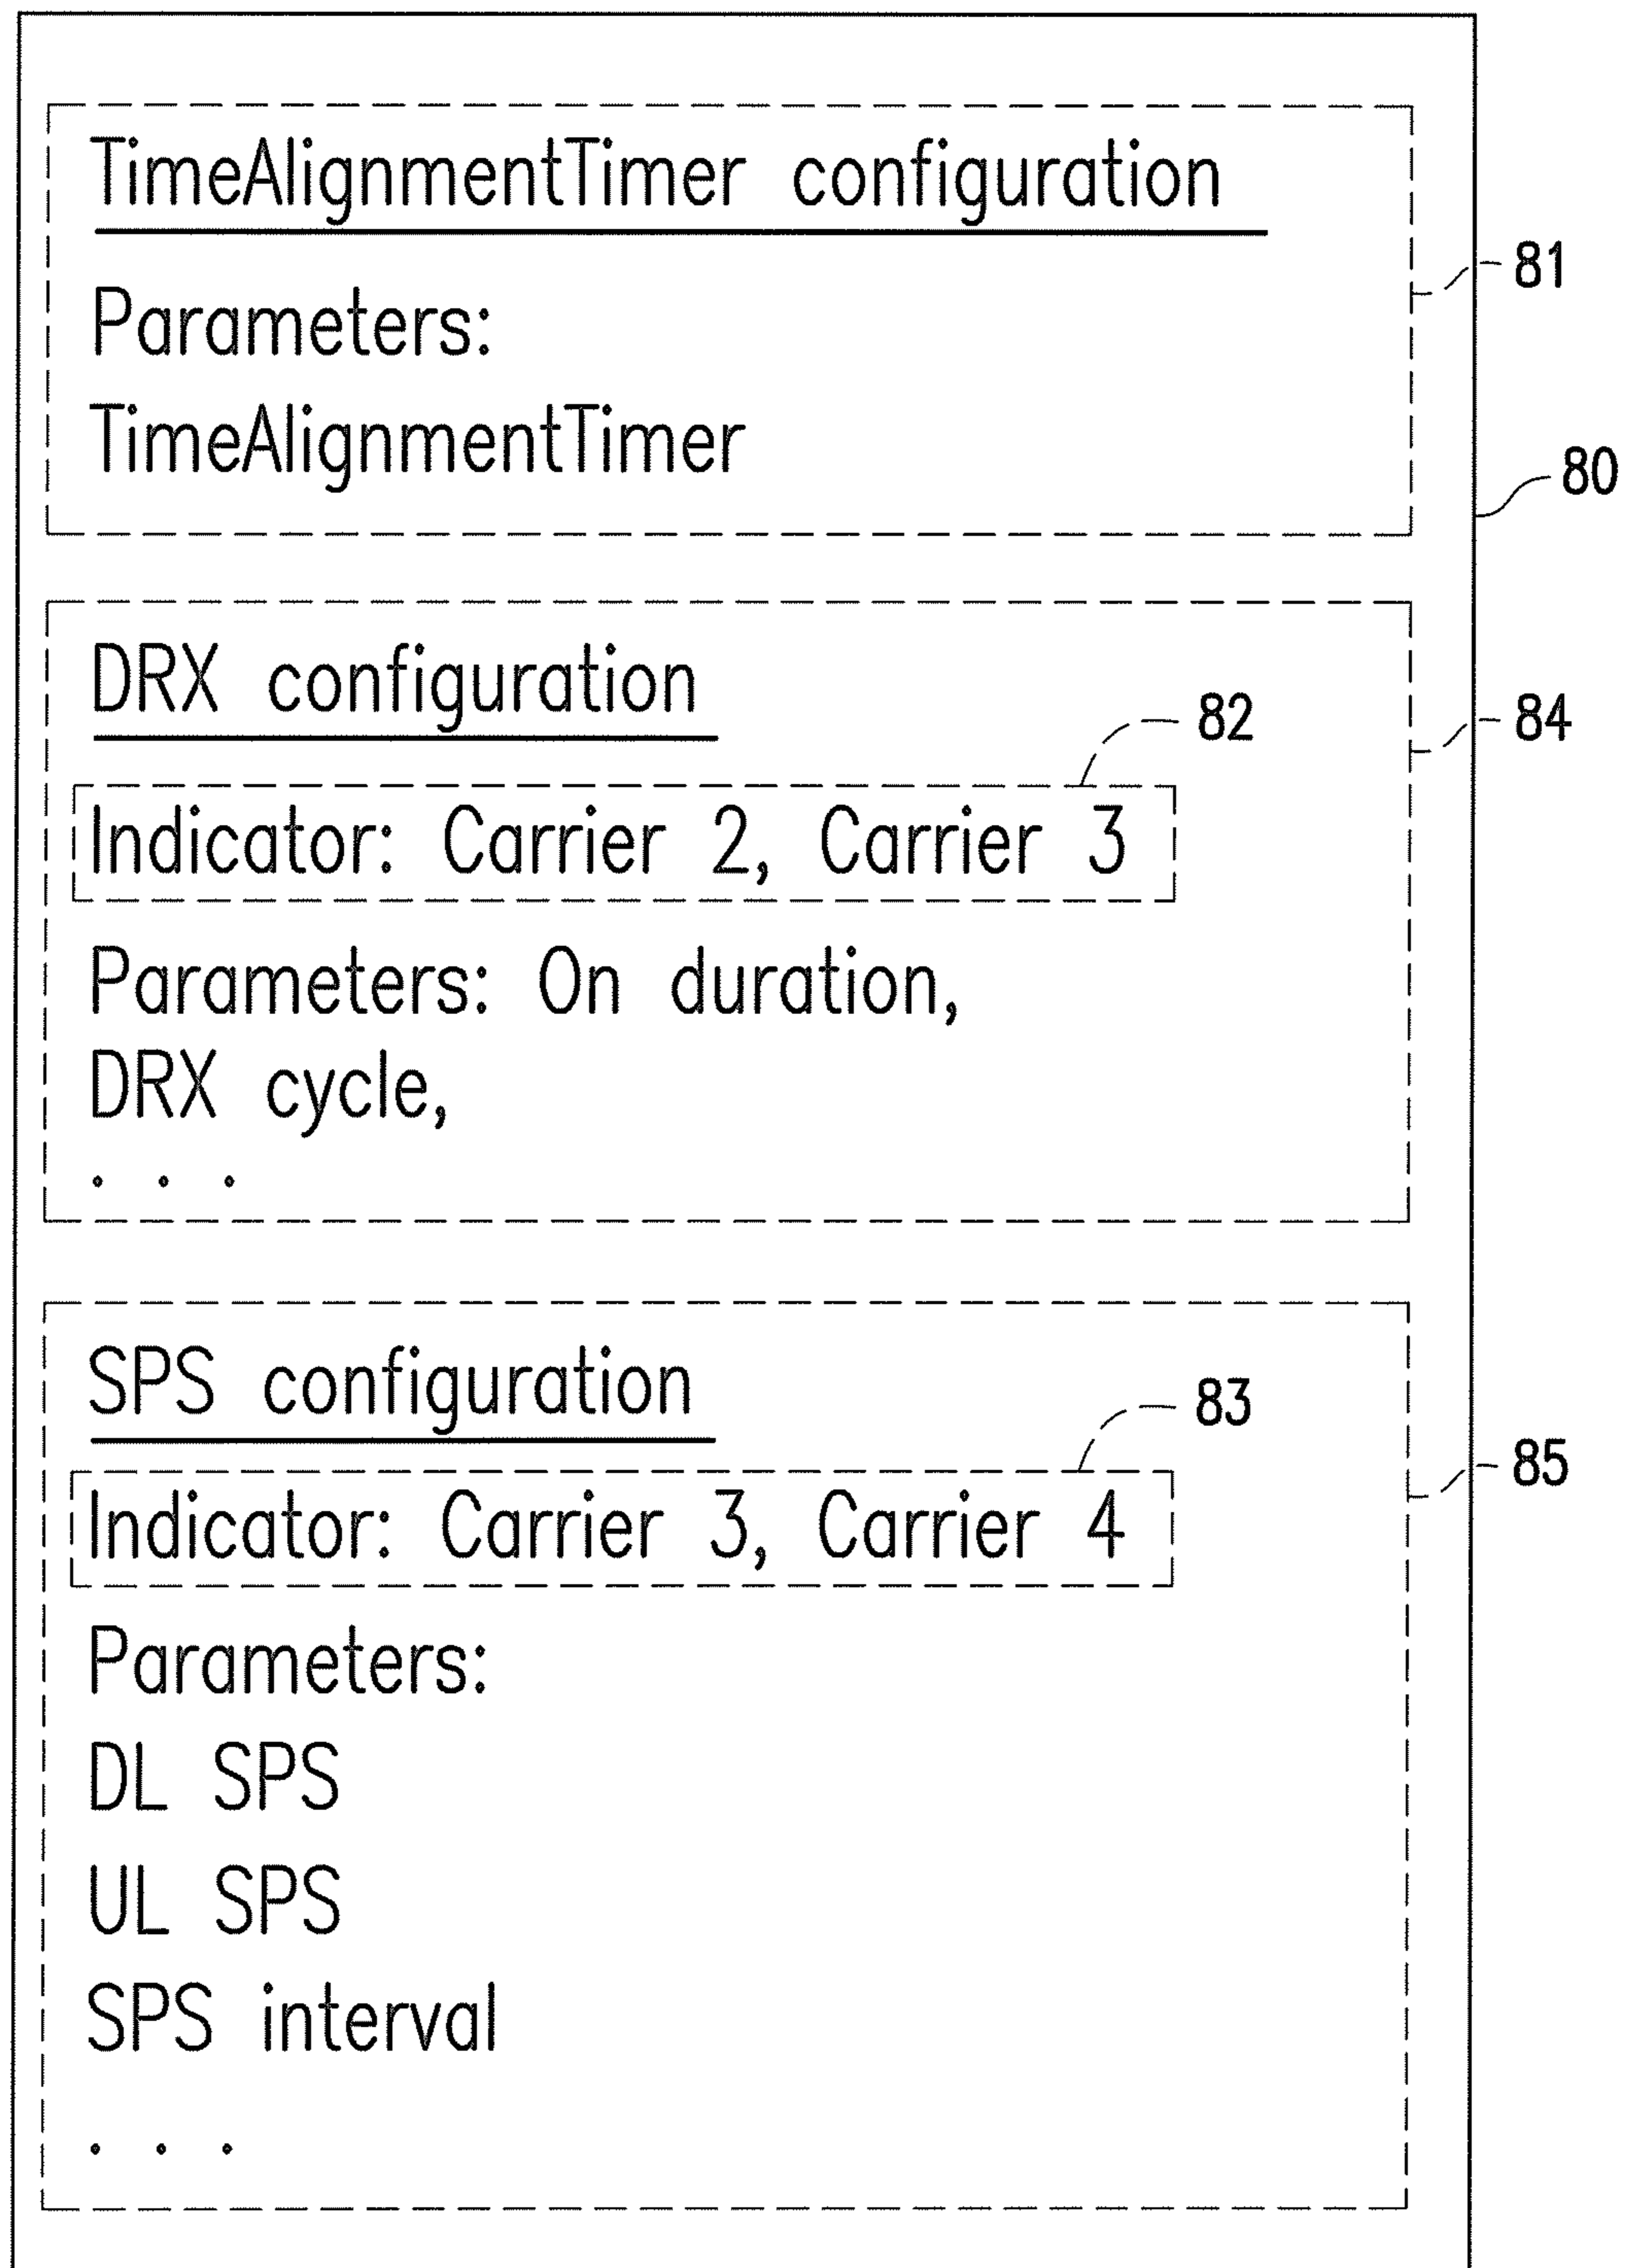 TimeAlignmentTimer configuration
81
Parameters:
TimeAlignmentTimer
80
DRX configuration
82
84
Indicator: Carrier 2, Carrier 3
Parameters: On duration,
DRX cycle,
. . .
SPS configuration
83
85
Indicator: Carrier 3, Carrier 4
Parameters:
DL SPS
UL SPS
SPS interval
. . .